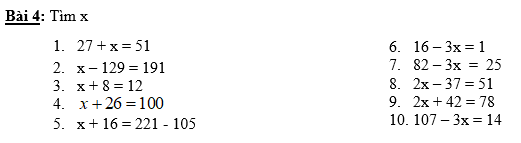 Bài 4: Tìm x
1. 27 + x = 51
2. x – 129 = 191
3. x + 8 = 12
4. x + 26 = 100
5. x + 16 = 221 - 105
6. 16 – 3x = 1
7. 82 – 3x = 25
8. 2x – 37 = 51
9. 2x + 42 = 78
10. 107 – 3x = 14